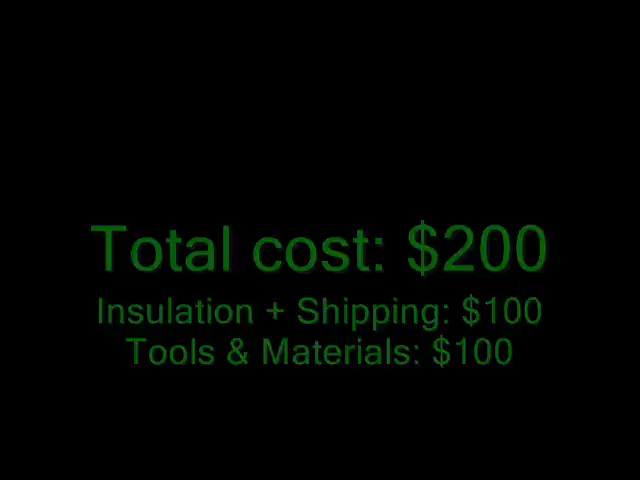 Total cost: $200
Insulation + Shipping: $100
Tools & Materials: $100